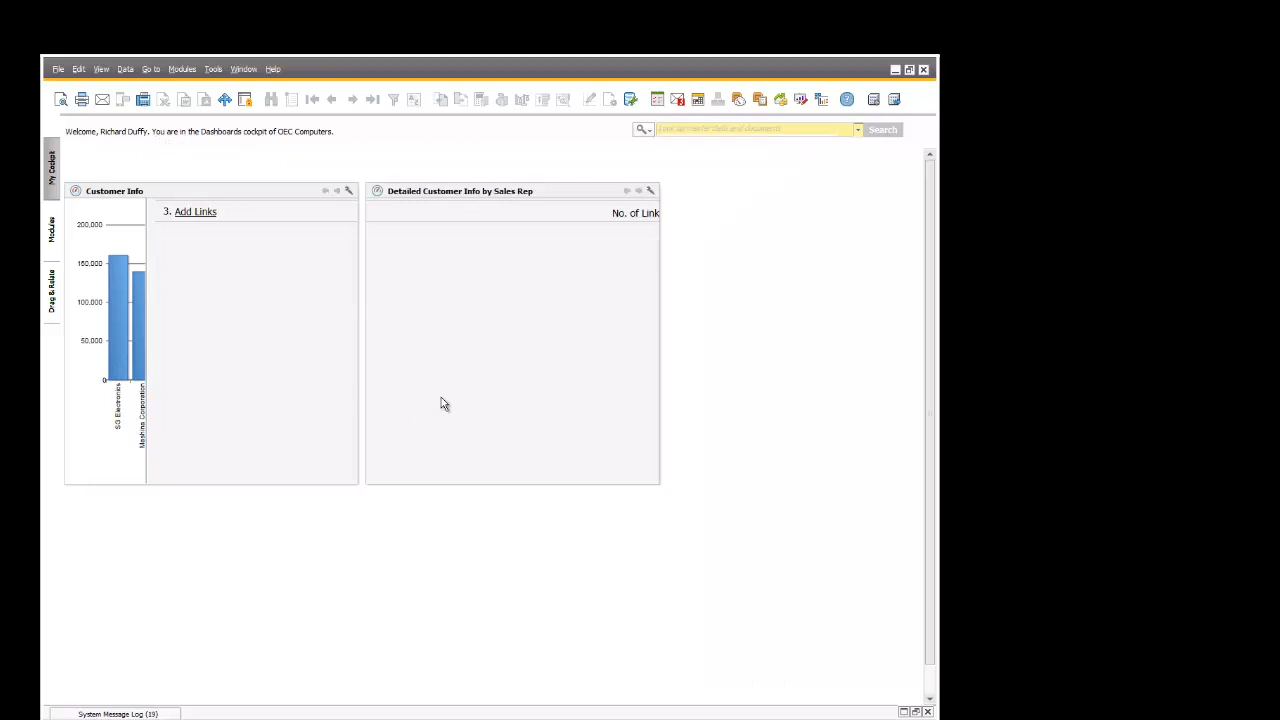 File Edit View Data Go to Modules Tools Window Help
Welcome, Richard Duffy. You are in the Dashboards cockpit of OEC Computers.
Search
My Cockpit
Modules
Drag & Relate
Customer Info
3. Add Links
200,000
150,000
100,000
50,000
0
SG Electronics
Mashina Corporation
Detailed Customer Info by Sales Rep
No. of Link
System Message Log (19)